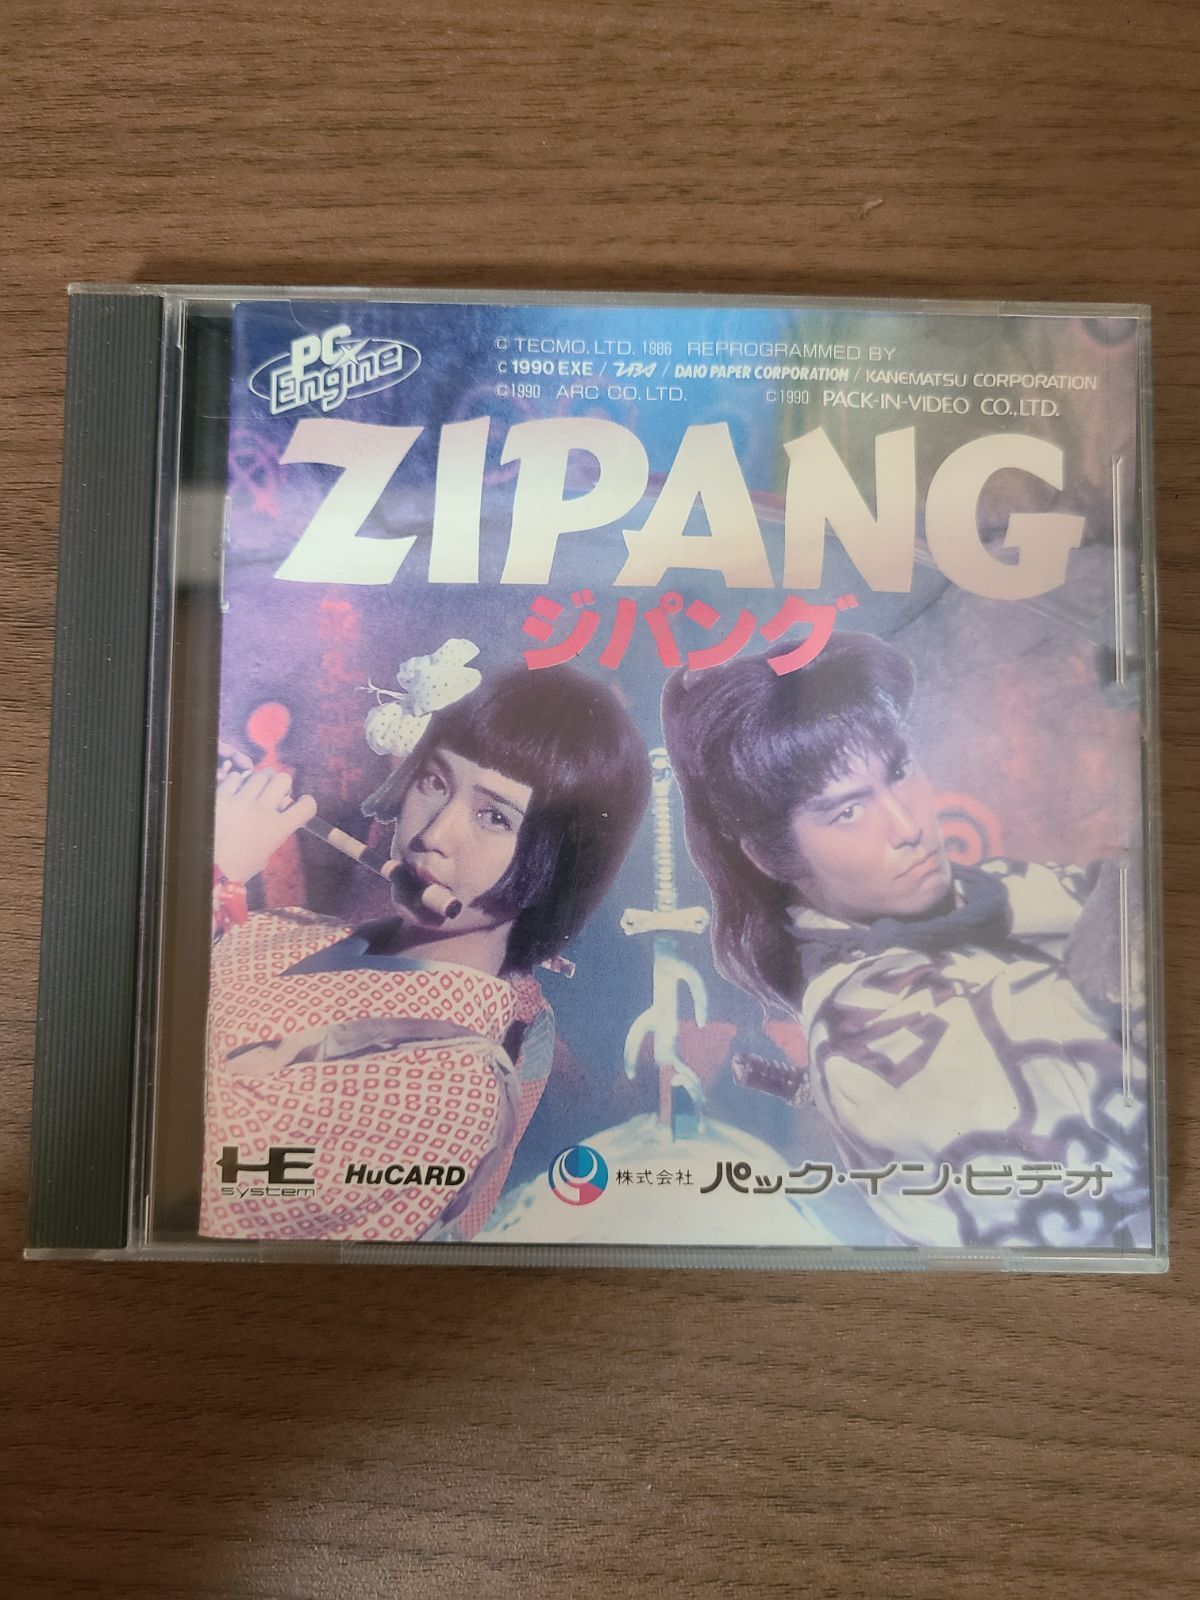 PC Engine
© TECMO, LTD. 1986 REPROGRAMMED BY
© 1990 EXE / / DAIO PAPER CORPORATION / KANEMATSU CORPORATION
©1990 ARC CO. LTD. ©1990 PACK-IN-VIDEO CO., LTD.
ZIPANG
ジパング
HE system HuCARD 株式会社 パック・イン・ビデオ